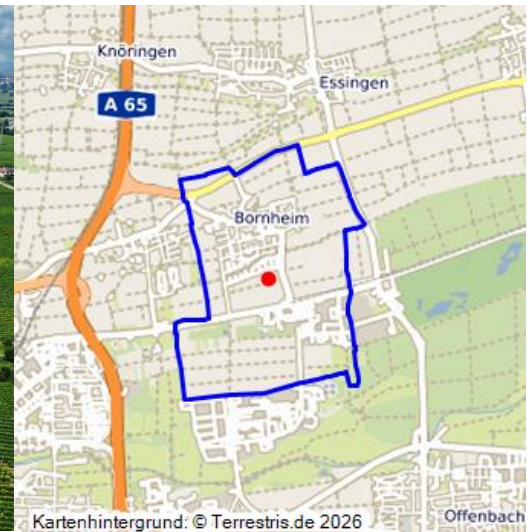 Knöringen
Essingen
A 65
Bornheim
Offenbach
Kartenhintergrund: © Terrestris.de 2026